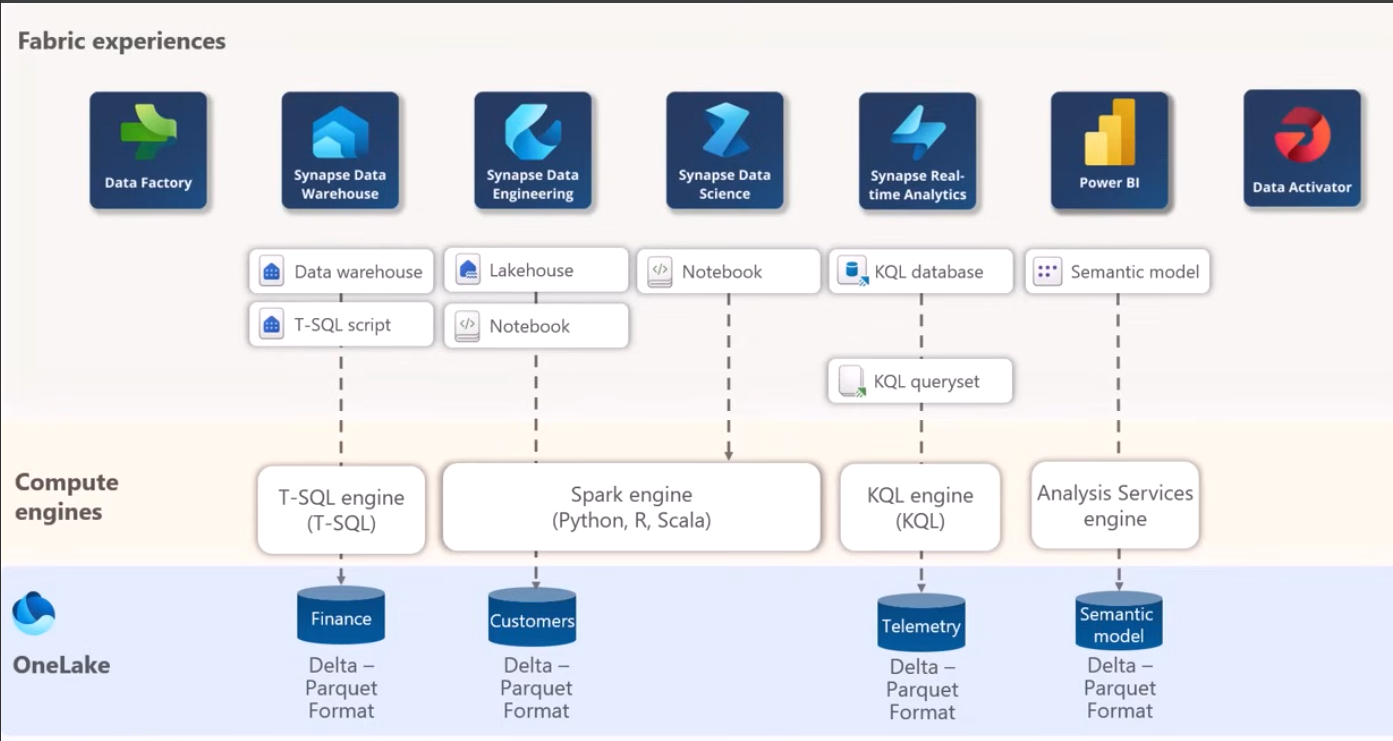 Fabric experiences
Data Factory
Synapse Data
Warehouse
Synapse Data
Engineering
Synapse Data
Science
Synapse Real-
time Analytics
Power BI
Data Activator
Data warehouse
Lakehouse
Notebook
KQL database
Semantic model
T-SQL script
Notebook
KQL queryset
Compute
engines
T-SQL engine
(T-SQL)
Spark engine
(Python, R, Scala)
KQL engine
(KQL)
Analysis Services
engine
OneLake
Finance
Delta –
Parquet
Format
Customers
Delta –
Parquet
Format
Telemetry
Delta –
Parquet
Format
Semantic
model
Delta –
Parquet
Format